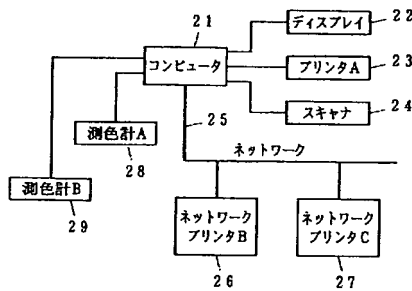 21
コンピュータ
ディスプレイ
22
プリンタA
23
スキャナ
24
25
測色計A
28
測色計B
29
ネットワーク
ネットワーク
プリンタB
26
ネットワーク
プリンタC
27